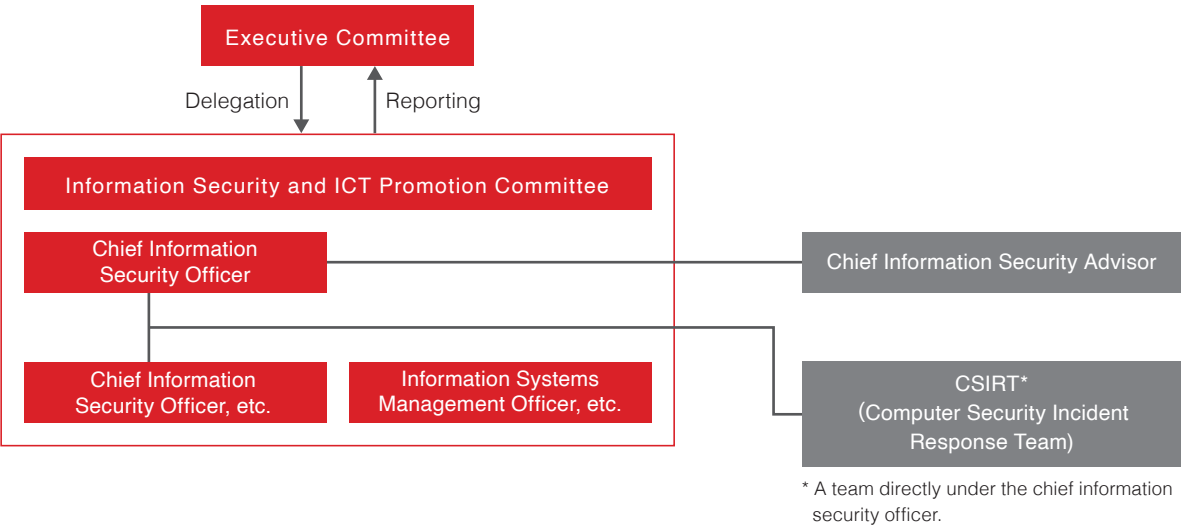 Executive Committee
Delegation
Reporting
Information Security and ICT Promotion Committee
Chief Information
Security Officer
Chief Information Security Advisor
Chief Information
Security Officer, etc.
Information Systems
Management Officer, etc.
CSIRT*
(Computer Security Incident
Response Team)
* A team directly under the chief information
security officer.